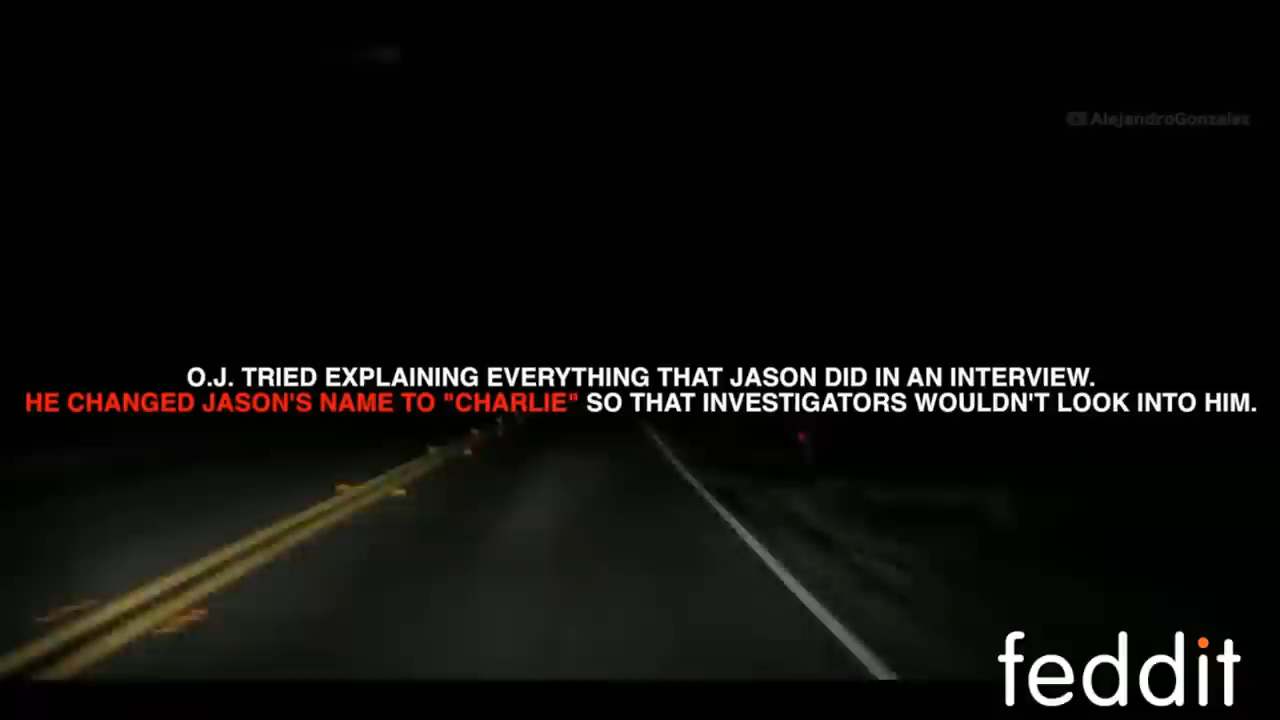 AlejandroGonzalez
O.J. TRIED EXPLAINING EVERYTHING THAT JASON DID IN AN INTERVIEW.
HE CHANGED JASON'S NAME TO "CHARLIE" SO THAT INVESTIGATORS WOULDN'T LOOK INTO HIM.
feddit